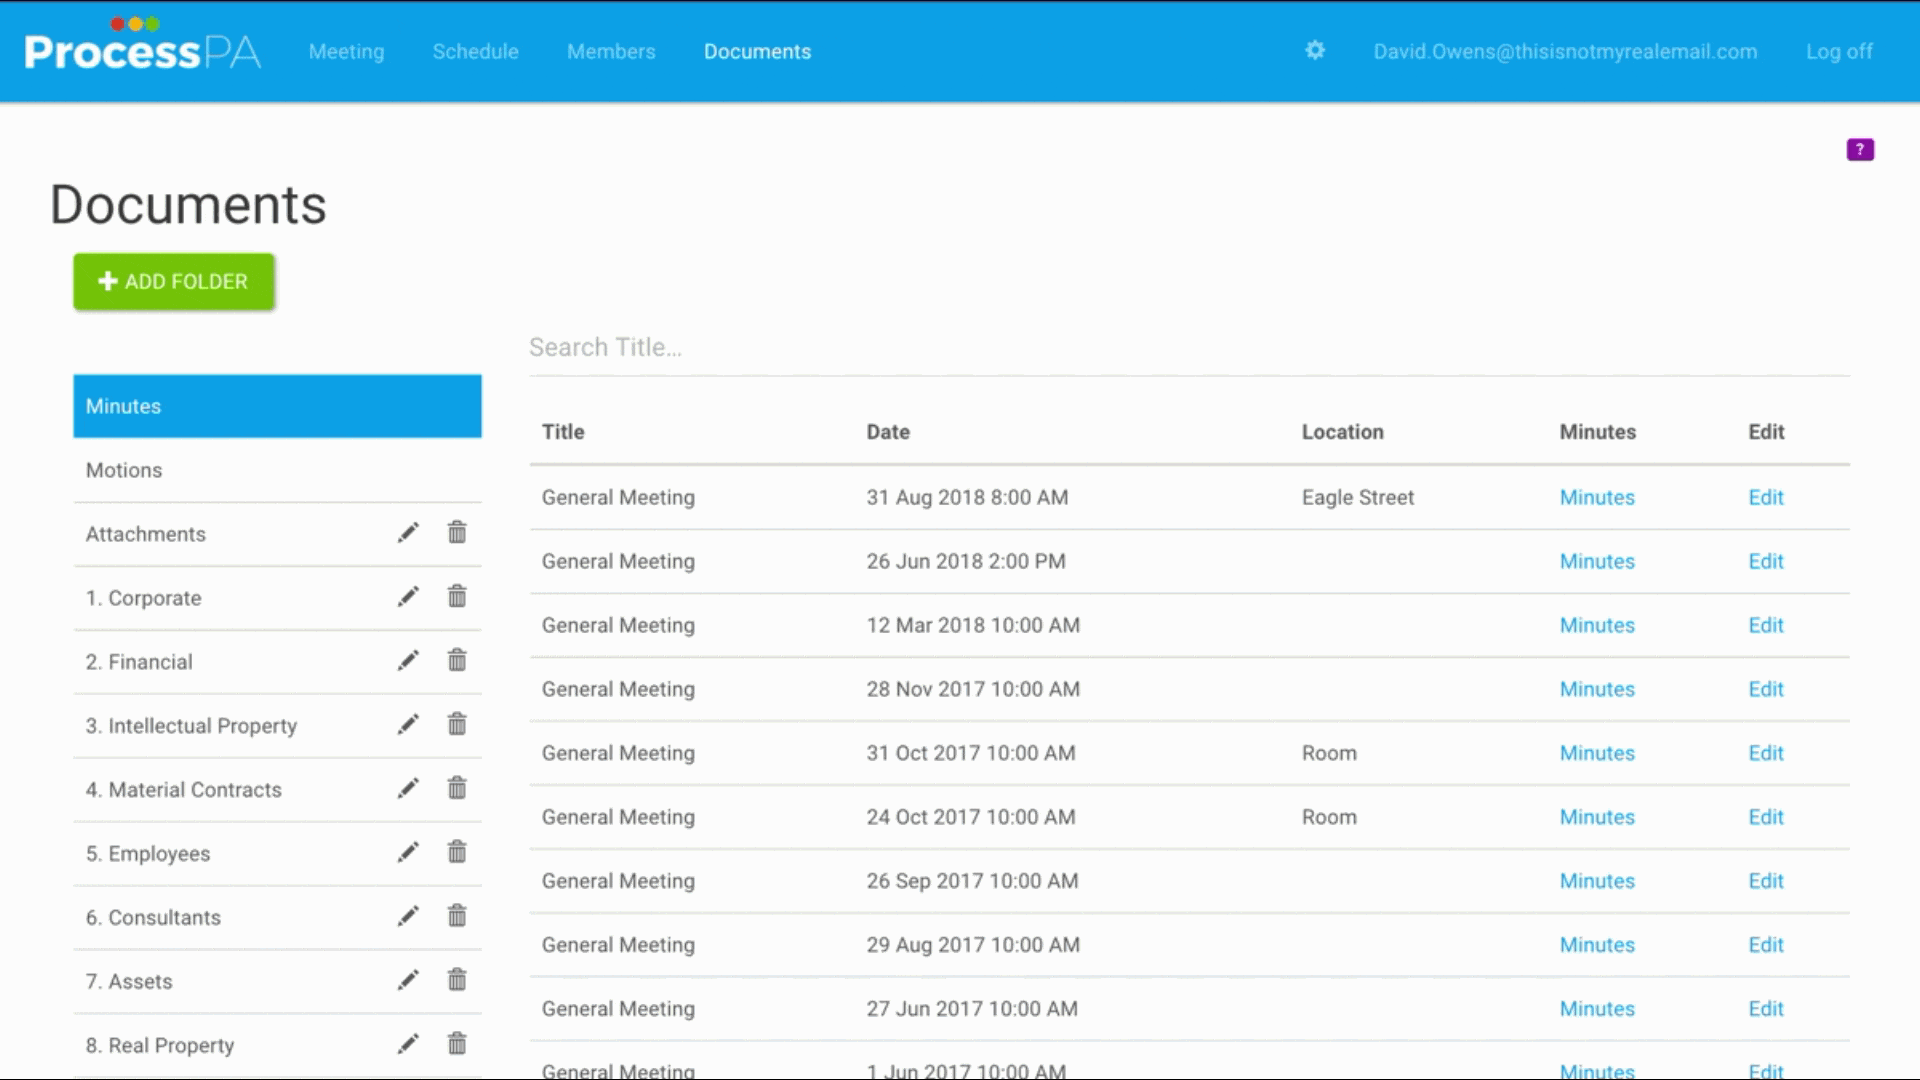 ProcessPA Meeting Schedule Members Documents David.Owens@thisisnotmyrealemail.com Log off
?
Documents
ADD FOLDER
Search Title...
Minutes
Motions
Attachments
1. Corporate
2. Financial
3. Intellectual Property
4. Material Contracts
5. Employees
6. Consultants
7. Assets
8. Real Property
Title Date Location Minutes Edit
General Meeting 31 Aug 2018 8:00 AM Eagle Street Minutes Edit
General Meeting 26 Jun 2018 2:00 PM Minutes Edit
General Meeting 12 Mar 2018 10:00 AM Minutes Edit
General Meeting 28 Nov 2017 10:00 AM Minutes Edit
General Meeting 31 Oct 2017 10:00 AM Room Minutes Edit
General Meeting 24 Oct 2017 10:00 AM Room Minutes Edit
General Meeting 26 Sep 2017 10:00 AM Minutes Edit
General Meeting 29 Aug 2017 10:00 AM Minutes Edit
General Meeting 27 Jun 2017 10:00 AM Minutes Edit
General Meeting 1 Jun 2017 10:00 AM Minutes Edit